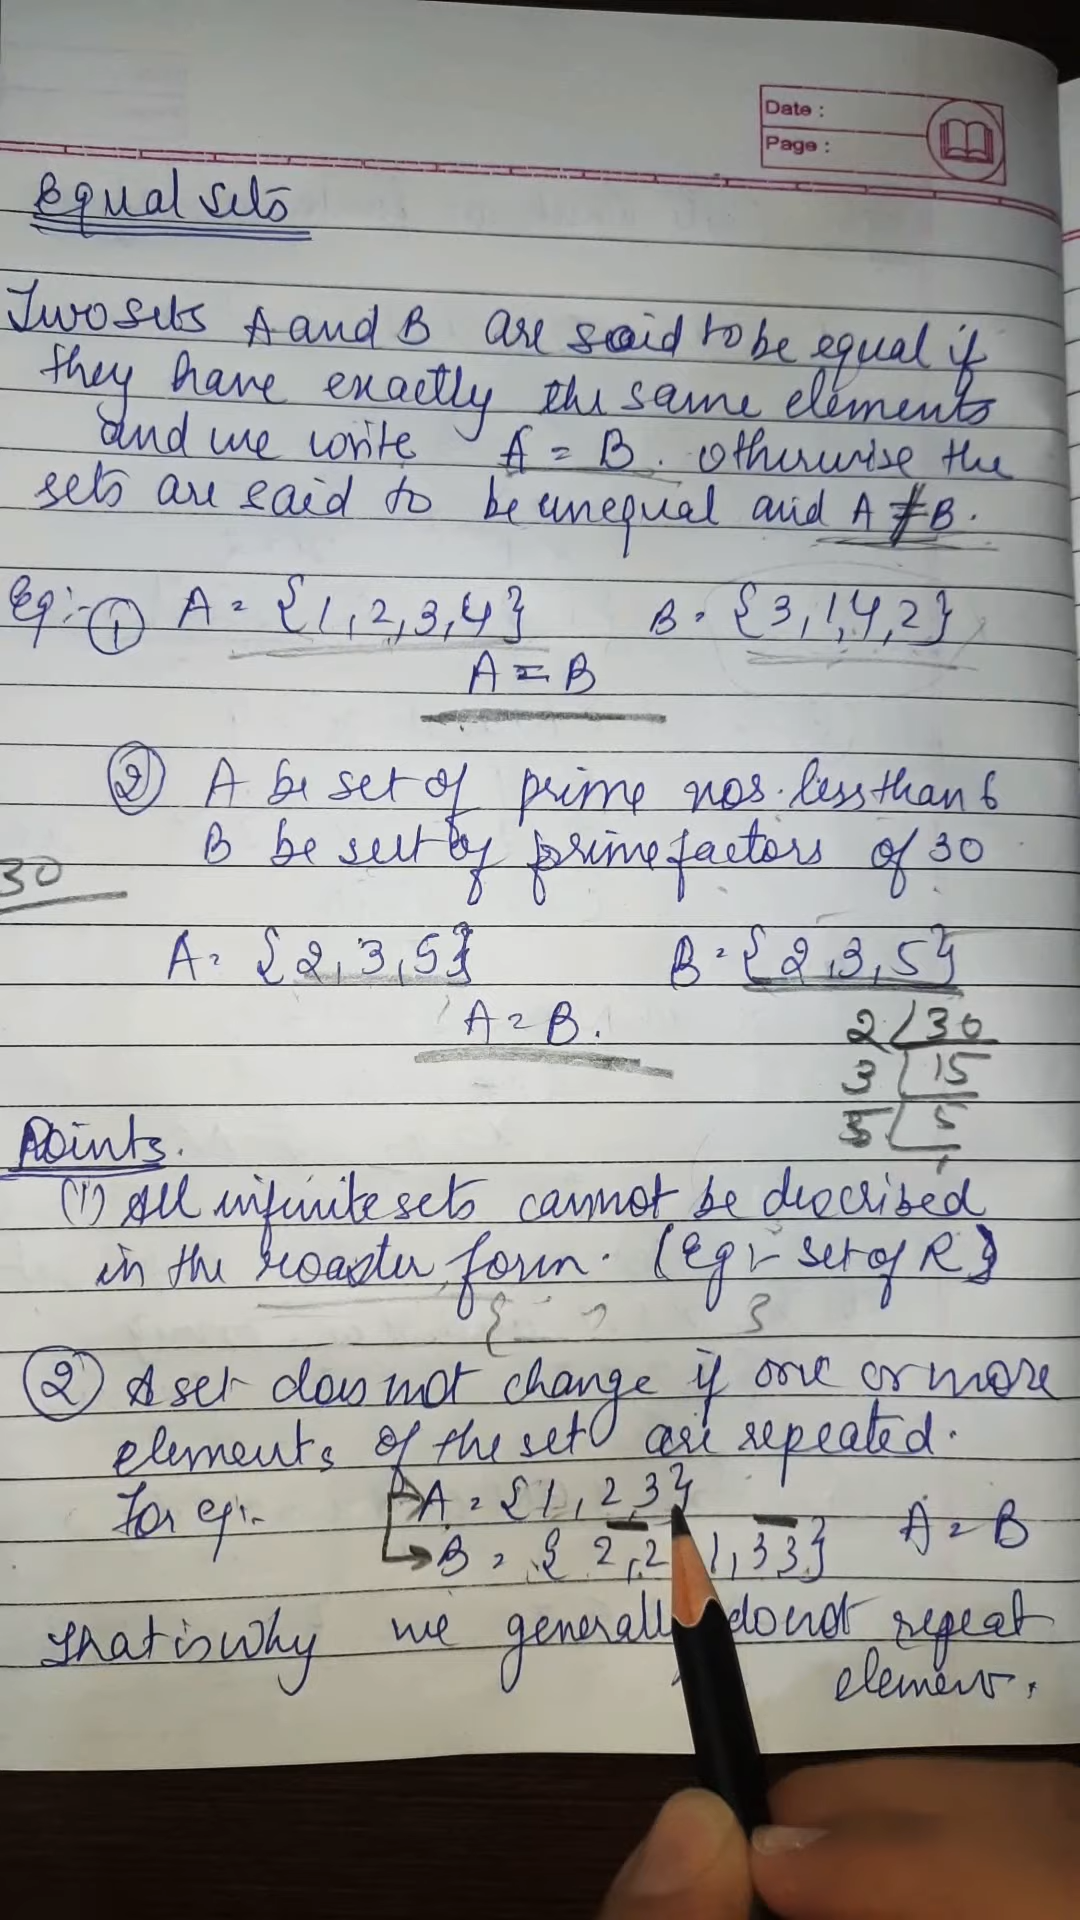 Date :
Page :
Equal sets
Two sets A and B are said to be equal if
they have exactly the same elements
and we write A = B. otherwise the
sets are said to be unequal and A ≠ B.
Eg:- ① A = {1,2,3,4} B = {3,1,4,2}
A = B
② A be set of prime nos. less than 6
B be set of prime factors of 30
30
A = {2,3,5} B = {2,3,5}
A = B.
2 30
3 15
5 5
1
Points.
(1) All infinite sets cannot be described
in the roaster form. (Eg:- set of R)
{ }
② A set does not change if one or more
elements of the set are repeated.
For eg:- A = {1,2,3}
B = {2,2 1,33} A = B
That is why we generally do not repeat
element.